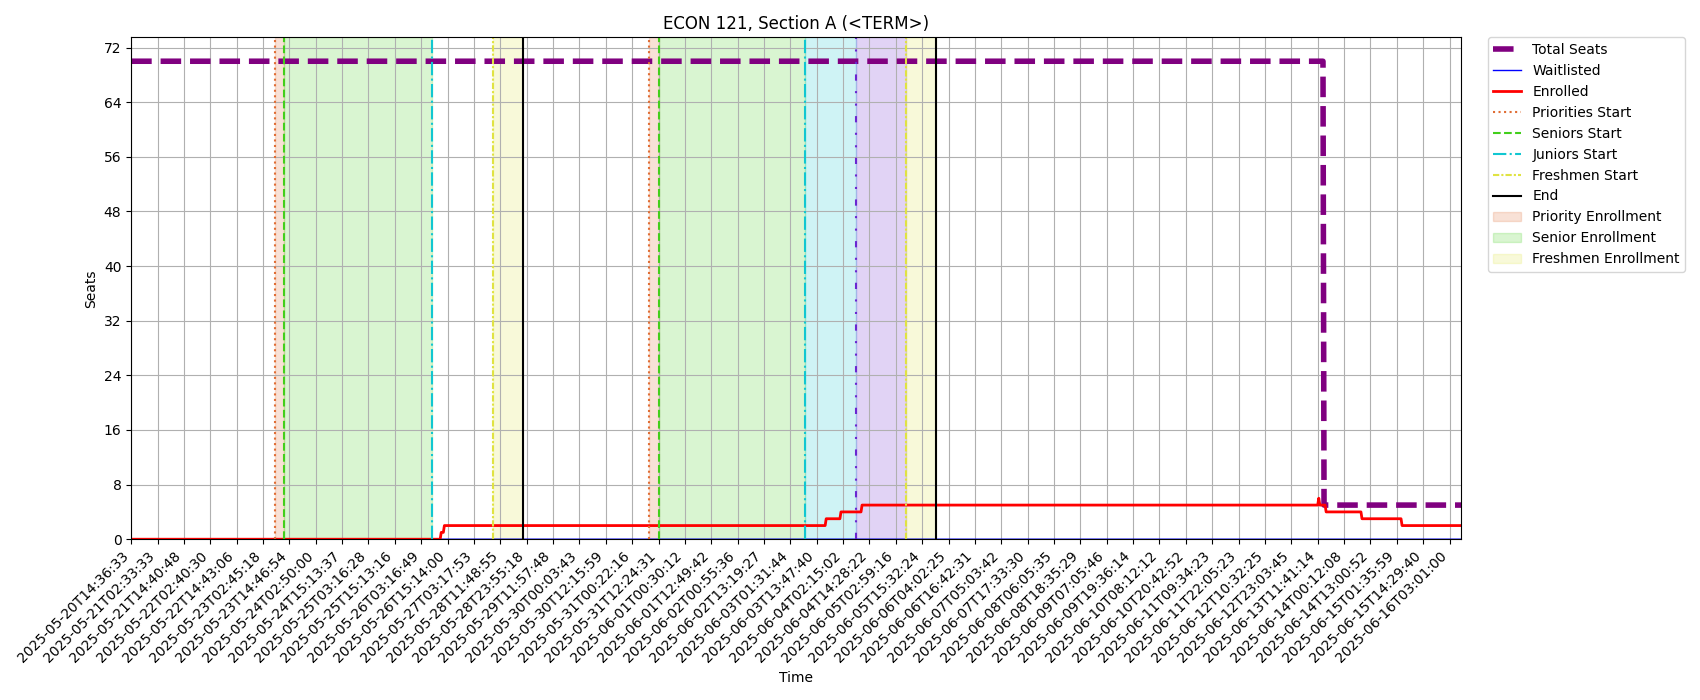 ECON 121, Section A (<TERM>)
Seats
72
64
56
48
40
32
24
16
8
0
2025-05-20T14:36:33
2025-05-21T02:33:33
2025-05-21T14:40:48
2025-05-22T02:40:30
2025-05-22T14:43:06
2025-05-23T02:45:18
2025-05-23T14:46:54
2025-05-24T02:50:00
2025-05-24T15:13:37
2025-05-25T03:16:28
2025-05-25T15:13:16
2025-05-26T03:16:49
2025-05-26T15:14:00
2025-05-27T03:17:53
2025-05-28T11:48:55
2025-05-28T23:55:18
2025-05-29T11:57:48
2025-05-30T00:03:43
2025-05-30T12:15:59
2025-05-31T00:22:16
2025-05-31T12:24:31
2025-06-01T00:30:12
2025-06-01T12:49:42
2025-06-02T00:55:36
2025-06-02T13:19:27
2025-06-03T01:31:44
2025-06-03T13:47:40
2025-06-04T02:15:02
2025-06-04T14:28:22
2025-06-05T02:59:16
2025-06-05T15:32:24
2025-06-06T04:02:25
2025-06-06T16:42:31
2025-06-07T05:03:42
2025-06-07T17:33:30
2025-06-08T06:05:35
2025-06-08T18:35:29
2025-06-09T07:05:46
2025-06-09T19:36:14
2025-06-10T08:12:12
2025-06-10T20:42:52
2025-06-11T09:34:23
2025-06-11T22:05:23
2025-06-12T10:32:25
2025-06-12T23:03:45
2025-06-13T11:41:14
2025-06-14T00:12:08
2025-06-14T13:00:52
2025-06-15T01:35:59
2025-06-15T14:29:40
2025-06-16T03:01:00
Time
Total Seats
Waitlisted
Enrolled
Priorities Start
Seniors Start
Juniors Start
Freshmen Start
End
Priority Enrollment
Senior Enrollment
Freshmen Enrollment